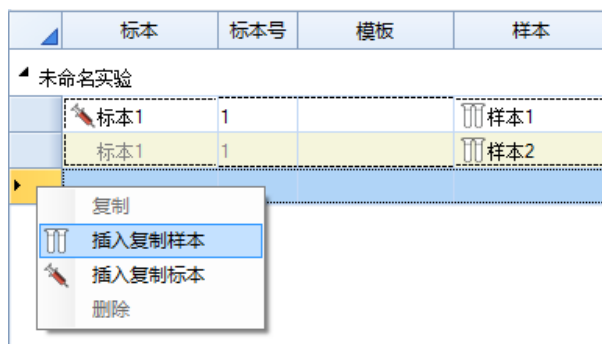 标本 标本号 模板 样本
未命名实验
标本1 1 样本1
标本1 1 样本2
复制
插入复制样本
插入复制标本
删除